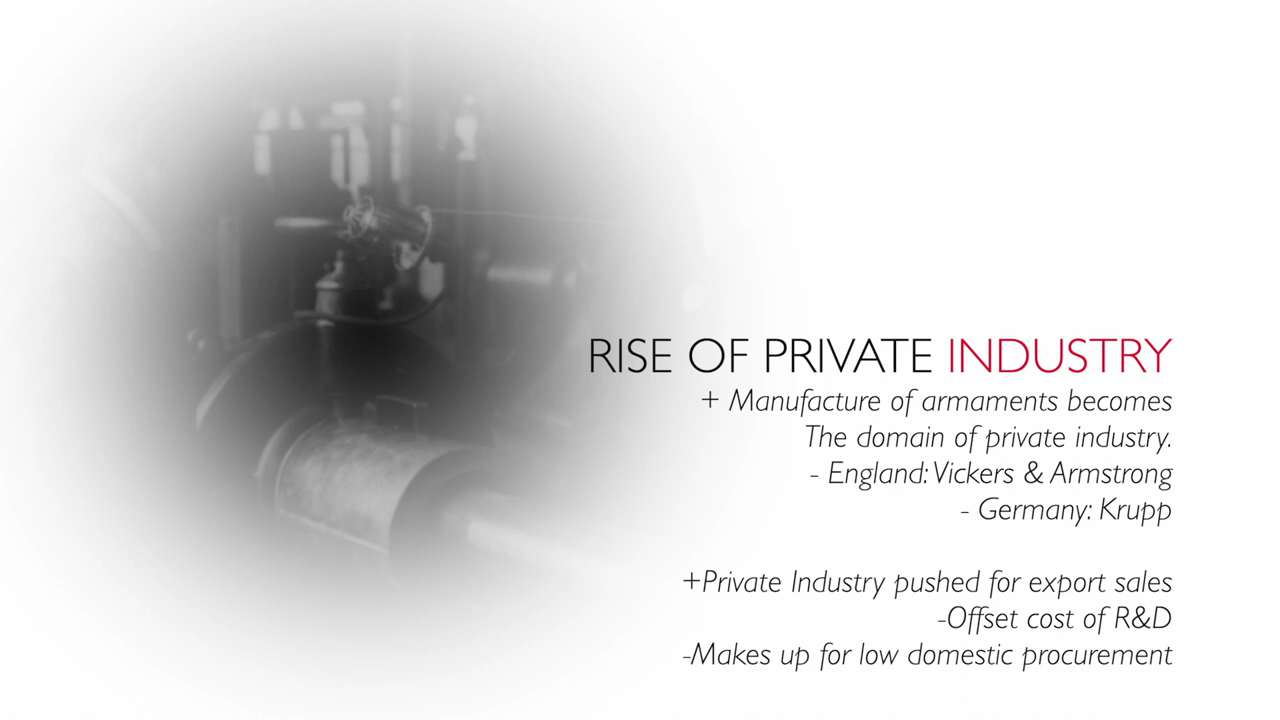 RISE OF PRIVATE INDUSTRY
+ Manufacture of armaments becomes
The domain of private industry.
- England: Vickers & Armstrong
- Germany: Krupp
+Private Industry pushed for export sales
-Offset cost of R&D
-Makes up for low domestic procurement